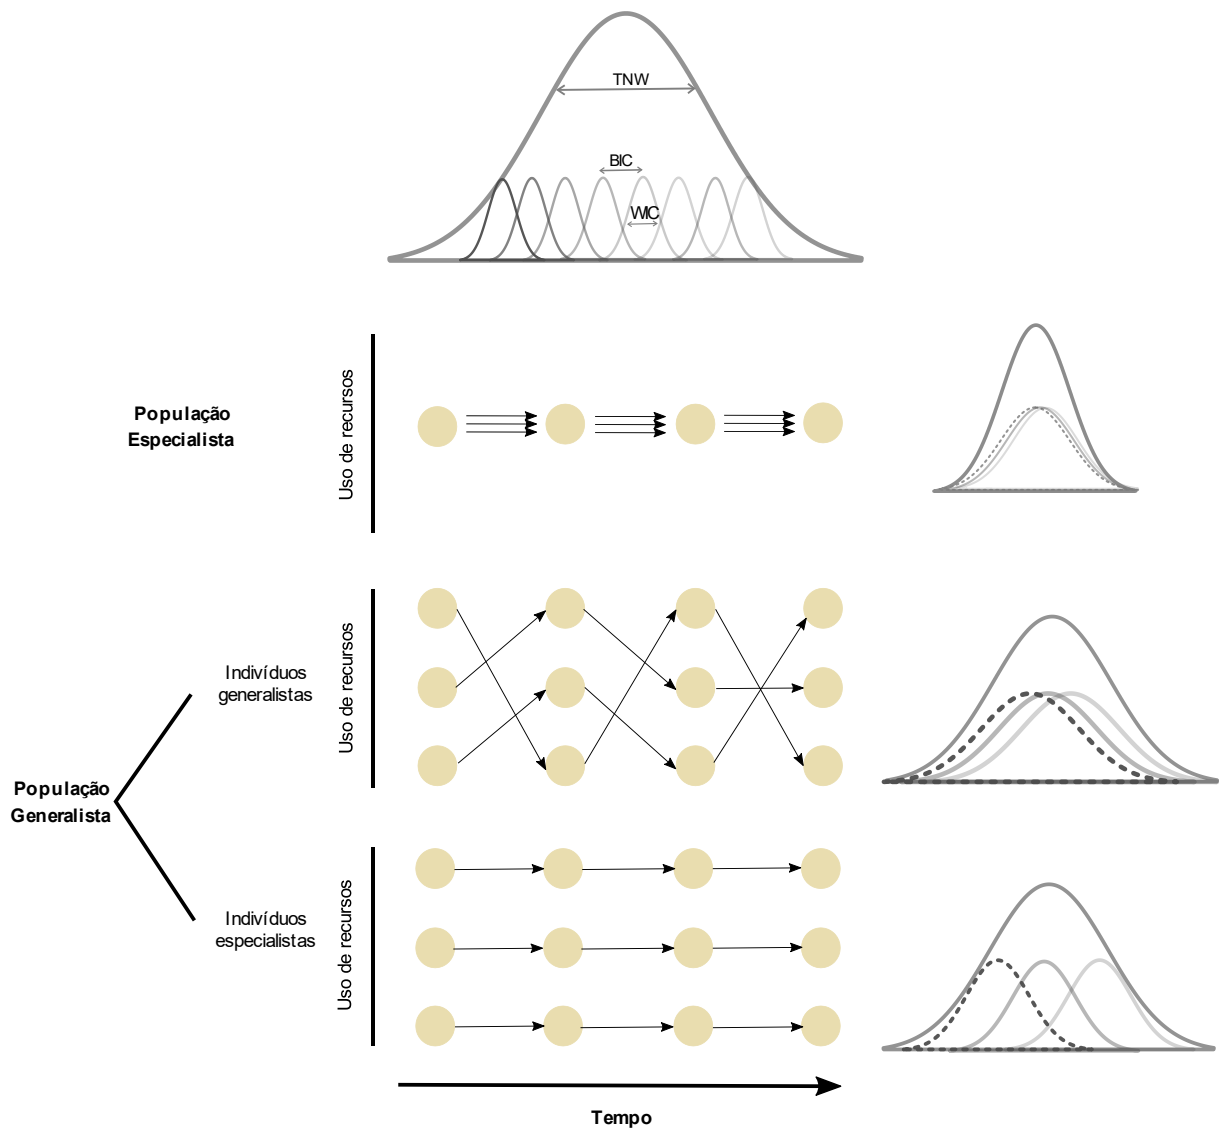 TNW
BIC
WIC
População
Especialista
Uso de recursos
Indivíduos
generalistas
Uso de recursos
População
Generalista
Indivíduos
especialistas
Uso de recursos
Tempo